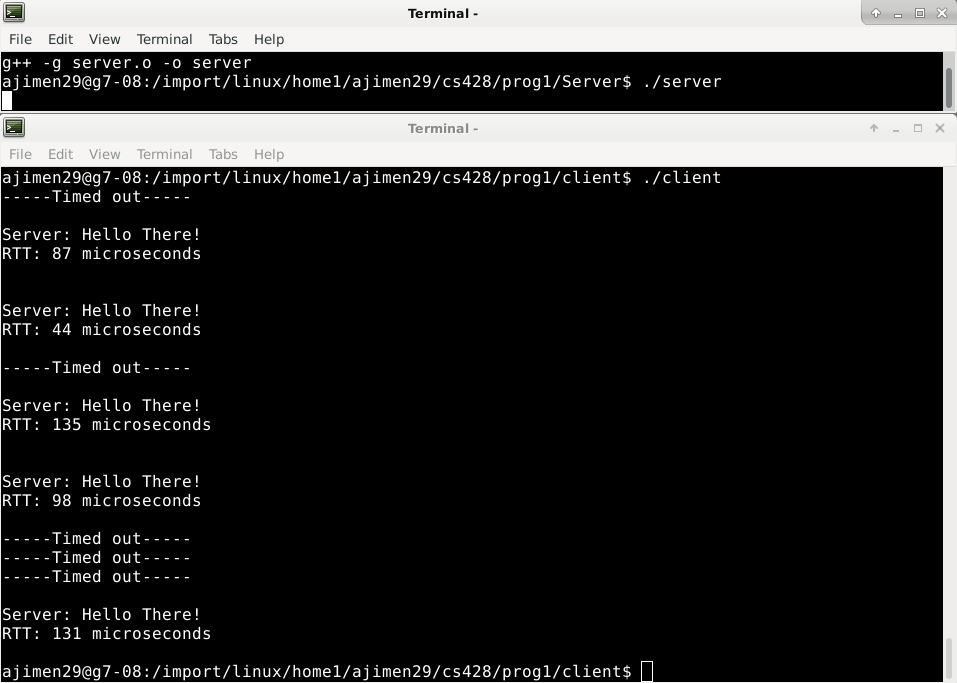 Terminal -
File Edit View Terminal Tabs Help
g++ -g server.o -o server
ajimen29@g7-08:/import/linux/home1/ajimen29/cs428/prog1/Server$ ./server
Terminal -
File Edit View Terminal Tabs Help
ajimen29@g7-08:/import/linux/home1/ajimen29/cs428/prog1/client$ ./client
-----Timed out-----
Server: Hello There!
RTT: 87 microseconds
Server: Hello There!
RTT: 44 microseconds
-----Timed out-----
Server: Hello There!
RTT: 135 microseconds
Server: Hello There!
RTT: 98 microseconds
-----Timed out-----
-----Timed out-----
-----Timed out-----
Server: Hello There!
RTT: 131 microseconds
ajimen29@g7-08:/import/linux/home1/ajimen29/cs428/prog1/client$